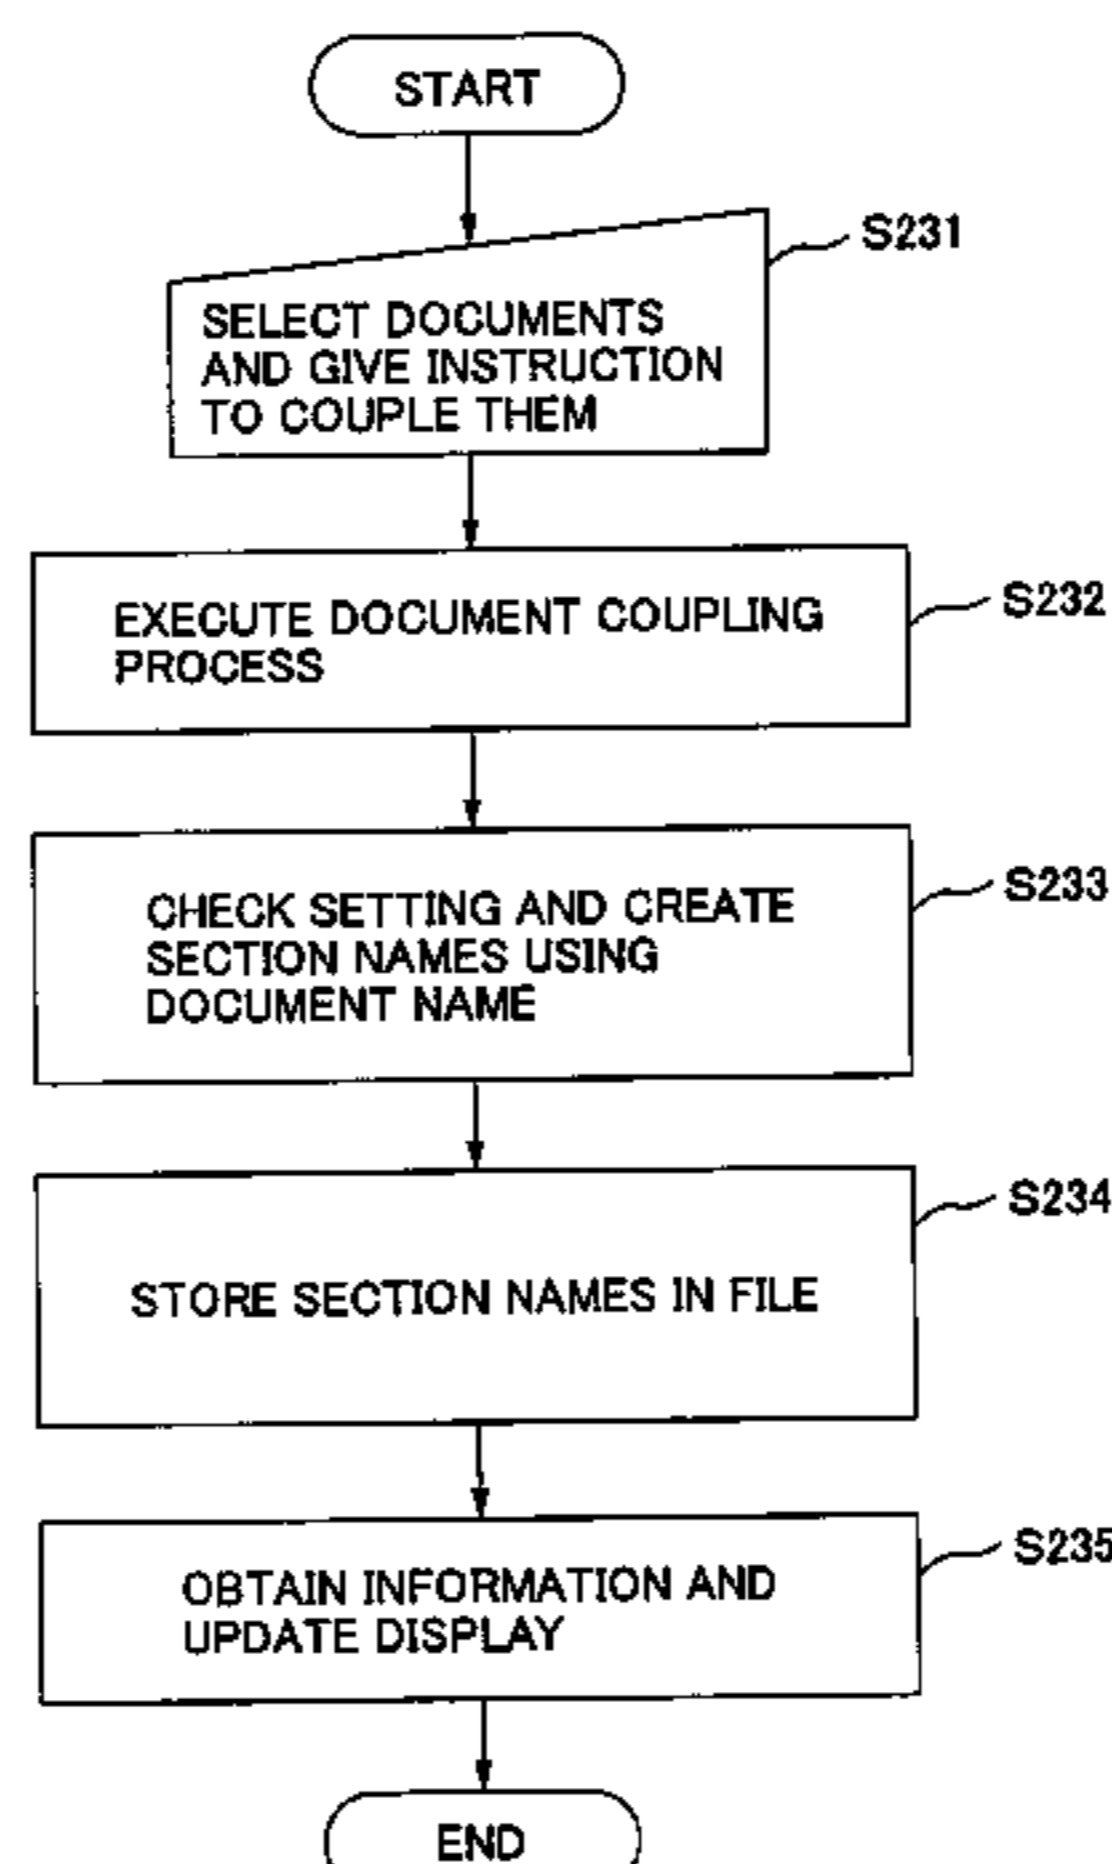 START
S231
SELECT DOCUMENTS
AND GIVE INSTRUCTION
TO COUPLE THEM
S232
EXECUTE DOCUMENT COUPLING
PROCESS
S233
CHECK SETTING AND CREATE
SECTION NAMES USING
DOCUMENT NAME
S234
STORE SECTION NAMES IN FILE
S235
OBTAIN INFORMATION AND
UPDATE DISPLAY
END